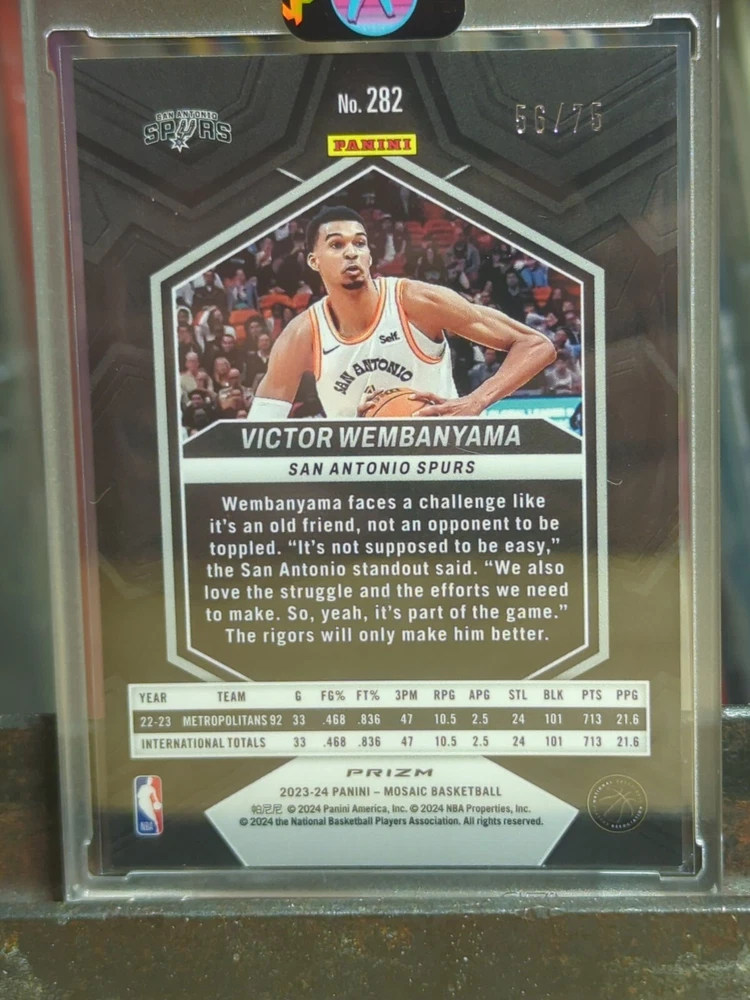 No. 282
56/75
SAN ANTONIO
SPURS
PANINI
Self.
SAN ANTONIO
VICTOR WEMBANYAMA
SAN ANTONIO SPURS
Wembanyama faces a challenge like
it's an old friend, not an opponent to be
toppled. “It's not supposed to be easy,”
the San Antonio standout said. “We also
love the struggle and the efforts we need
to make. So, yeah, it's part of the game.”
The rigors will only make him better.
YEAR TEAM G FG% FT% 3PM RPG APG STL BLK PTS PPG
22-23 METROPOLITANS 92 33 .468 .836 47 10.5 2.5 24 101 713 21.6
INTERNATIONAL TOTALS 33 .468 .836 47 10.5 2.5 24 101 713 21.6
PRIZM
2023-24 PANINI – MOSAIC BASKETBALL
帕尼尼 © 2024 Panini America, Inc. © 2024 NBA Properties, Inc.
© 2024 the National Basketball Players Association. All rights reserved.
NBA